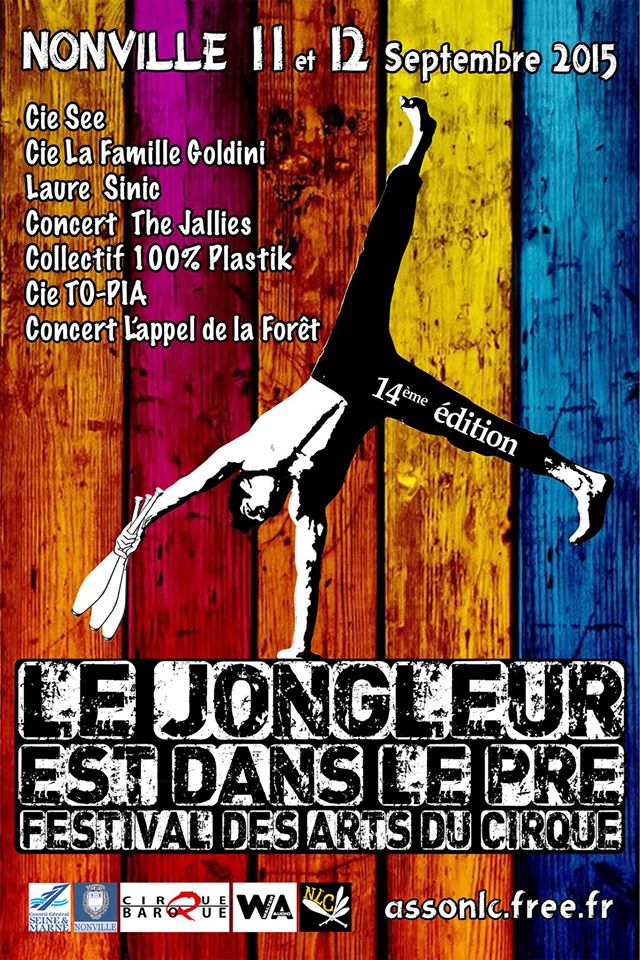 NONVILLE 11 et 12 Septembre 2015
Cie See
Cie La Famille Goldini
Laure Sinic
Concert The Jallies
Collectif 100% Plastik
Cie TO-PIA
Concert L'appel de la Forêt
14ème édition
LE JONGLEUR
EST DANS LE PRE
FESTIVAL DES ARTS DU CIRQUE
Conseil Général
SEINE &
MARNE
NONVILLE
CIRQUE
BAROQUE
WA
AUDIO
NLC
assonlc.free.fr